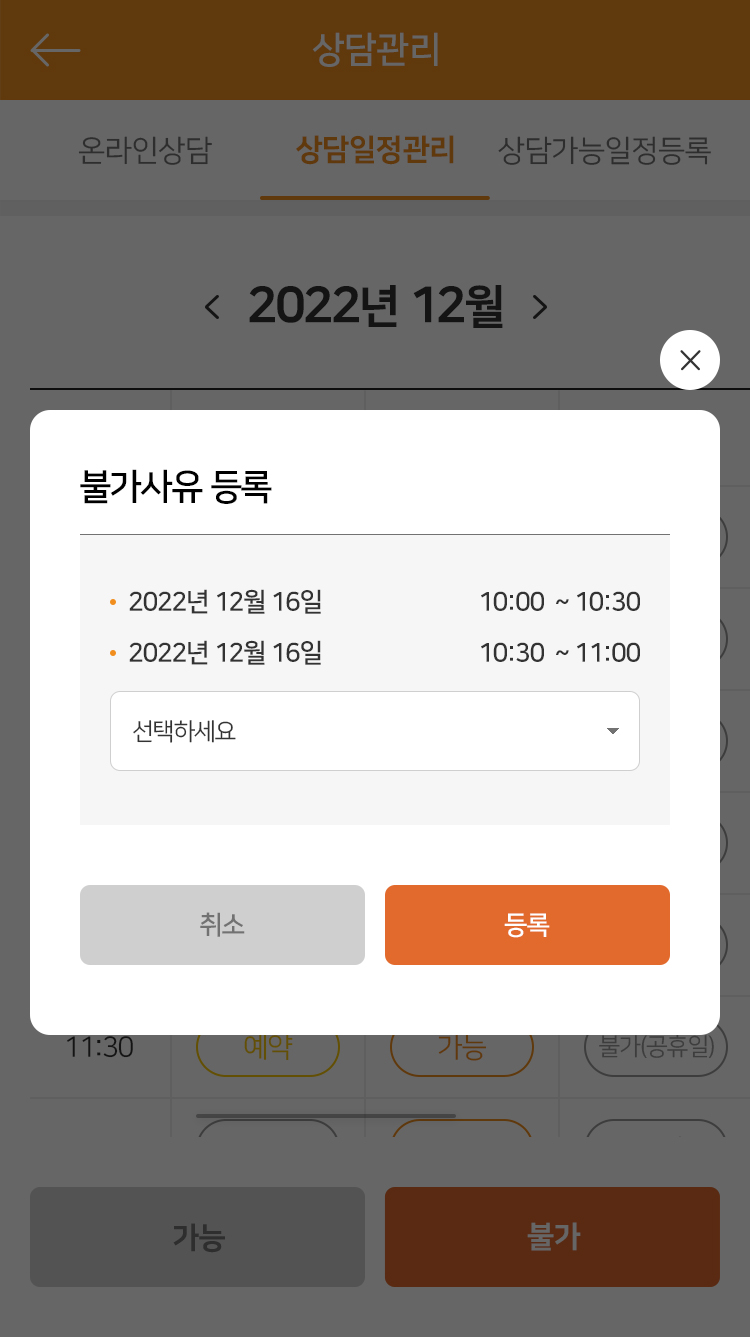 상담관리
온라인상담 상담일정관리 상담가능일정등록
2022년 12월
불가사유 등록
2022년 12월 16일 10:00 ~ 10:30
2022년 12월 16일 10:30 ~ 11:00
선택하세요
취소 등록
11:30 예약 가능 불가(공휴일)
가능 불가